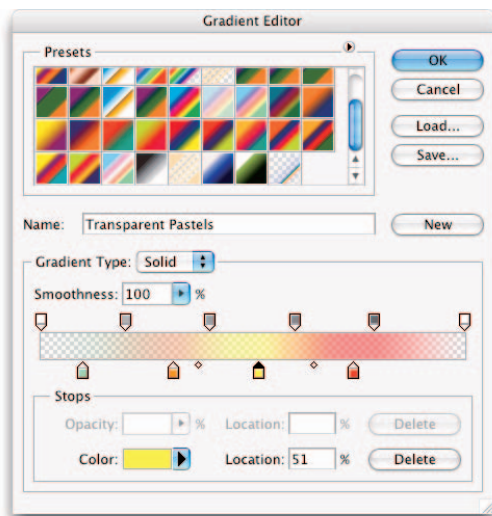 Gradient Editor
Presets
OK
Cancel
Load...
Save...
Name: Transparent Pastels
New
Gradient Type: Solid
Smoothness: 100 %
Stops
Opacity: % Location: % Delete
Color: Location: 51 % Delete